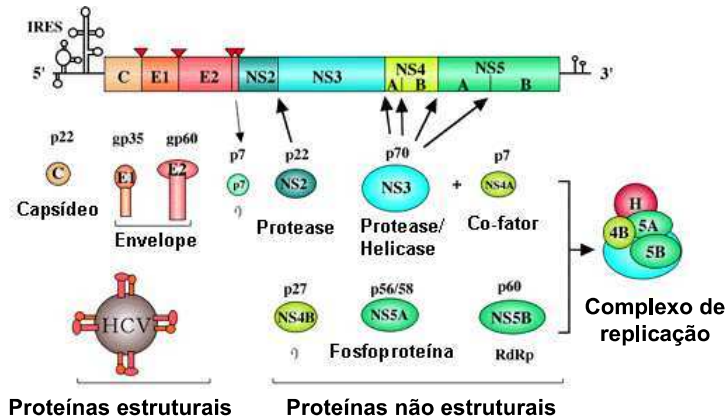 IRES
5'
C
E1
E2
NS2
NS3
NS4
A
B
NS5
A
B
3'
p22
gp35
gp60
p7
p22
p70
p7
C
E1
E2
p7
NS2
NS3
+
NS4A
Capsídeo
Envelope
Protease
Protease/
Helicase
Co-fator
H
4B
5A
5B
HCV
p27
p56/58
p60
NS4B
NS5A
NS5B
Fosfoproteína
RdRp
Complexo de
replicação
Proteínas estruturais
Proteínas não estruturais